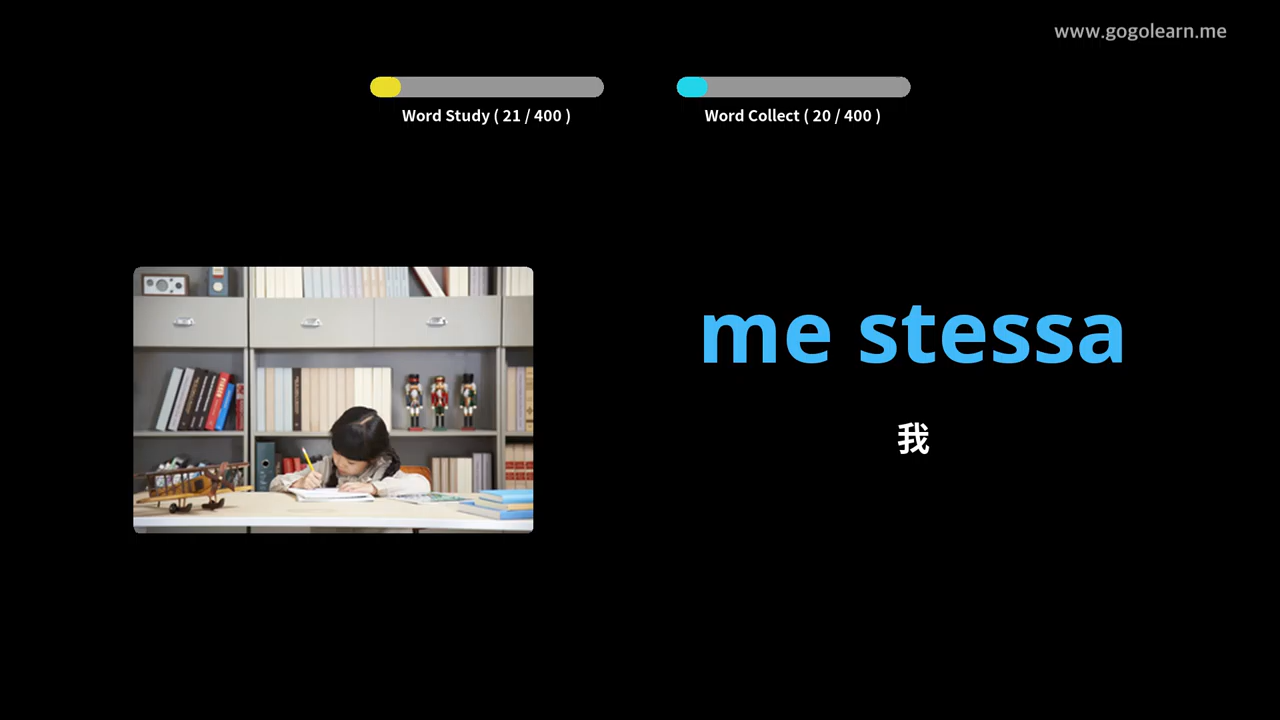 www.gogolearn.me
Word Study ( 21 / 400 )
Word Collect ( 20 / 400 )
me stessa
我